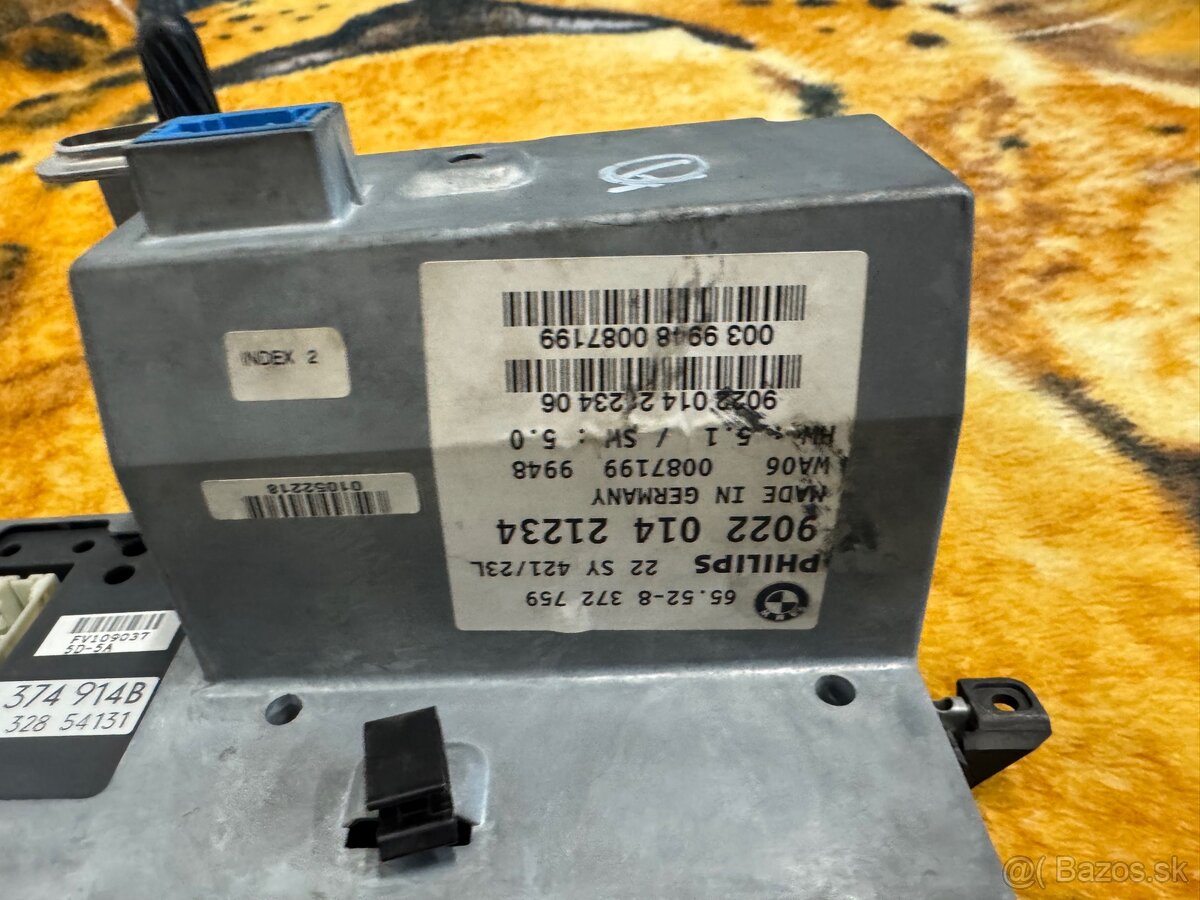 65.52-8 372 759
BMW
PHILIPS 22 SY 421/23L
9022 014 21234
MADE IN GERMANY
WA06 0087199 9948
HW : 5.1 / SW : 5.0
9022 014 21234 06
003 9948 0087199
INDEX 2
01052218
FV109037
5D-5A
374 914B
328 54131
@( Bazos.sk